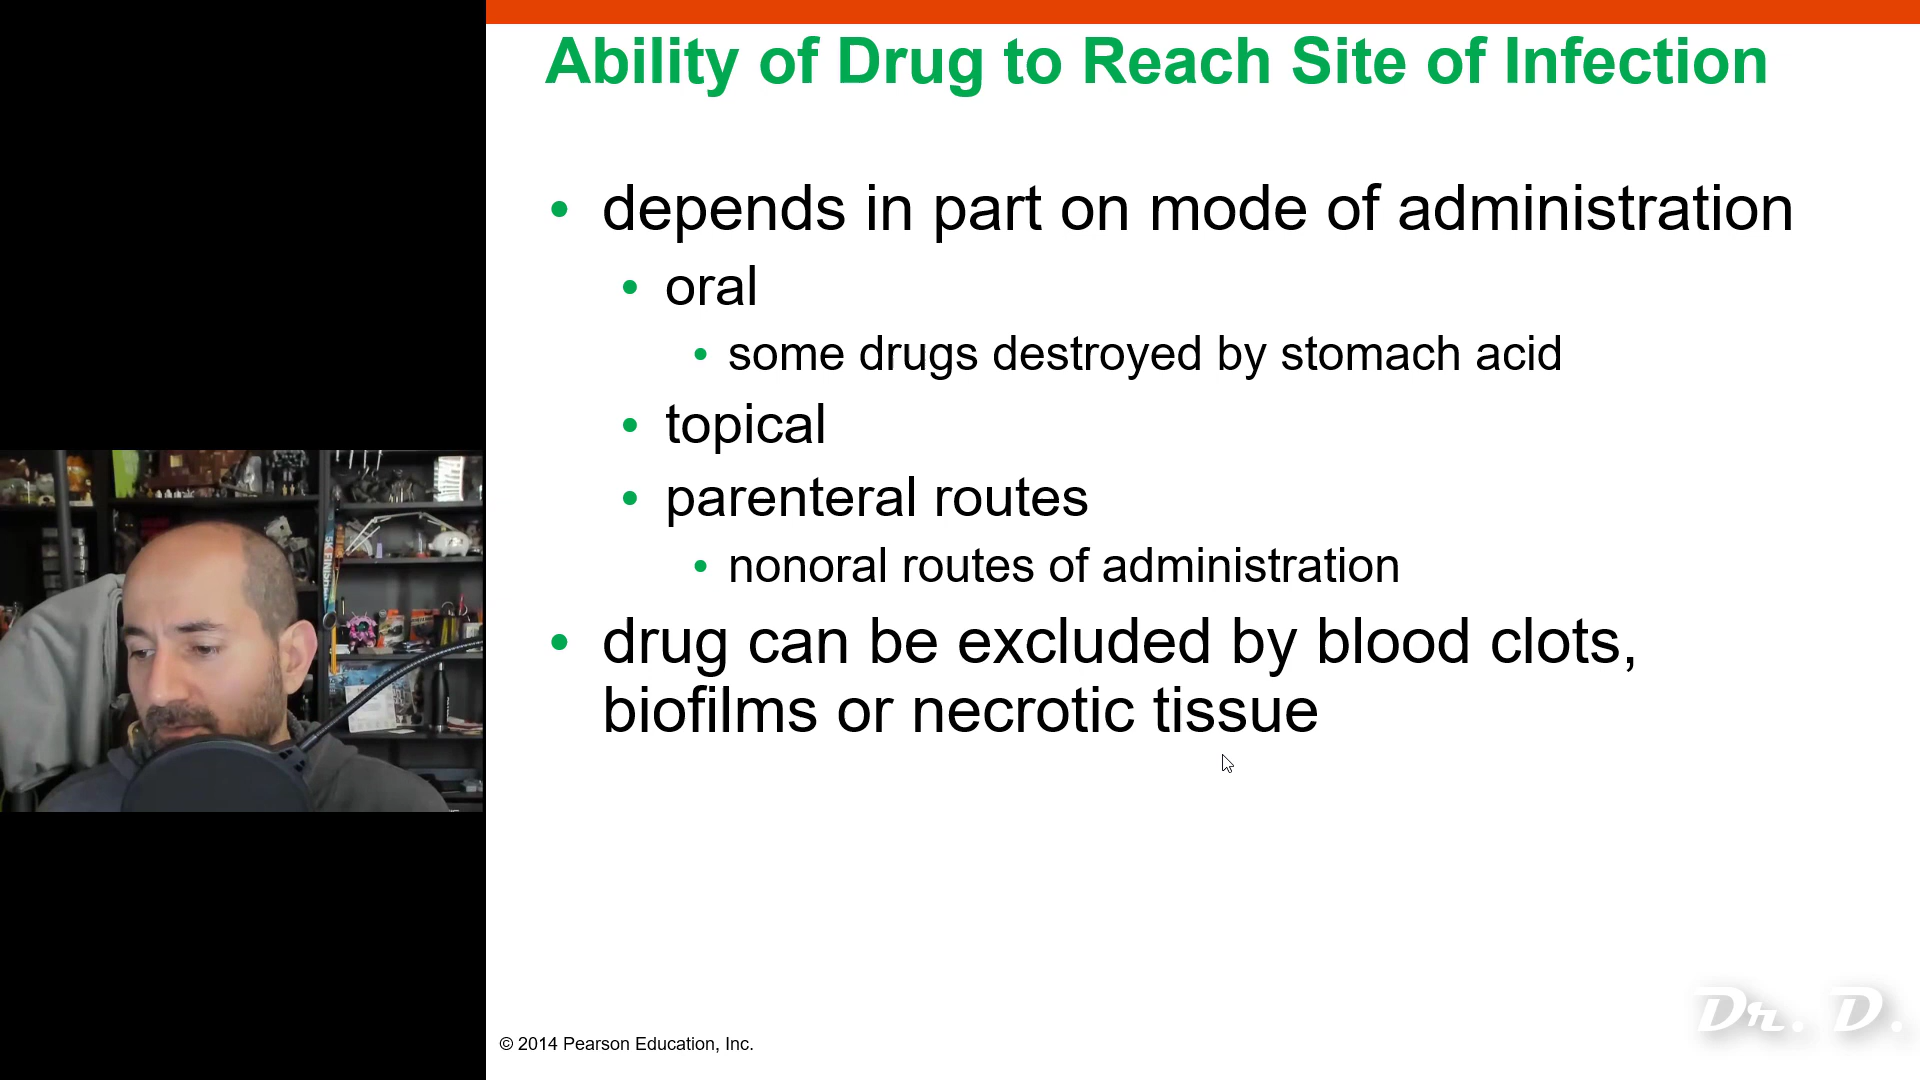 Ability of Drug to Reach Site of Infection
• depends in part on mode of administration
• oral
• some drugs destroyed by stomach acid
• topical
• parenteral routes
• nonoral routes of administration
• drug can be excluded by blood clots,
biofilms or necrotic tissue
5K FINISH
© 2014 Pearson Education, Inc.
Dr. D.